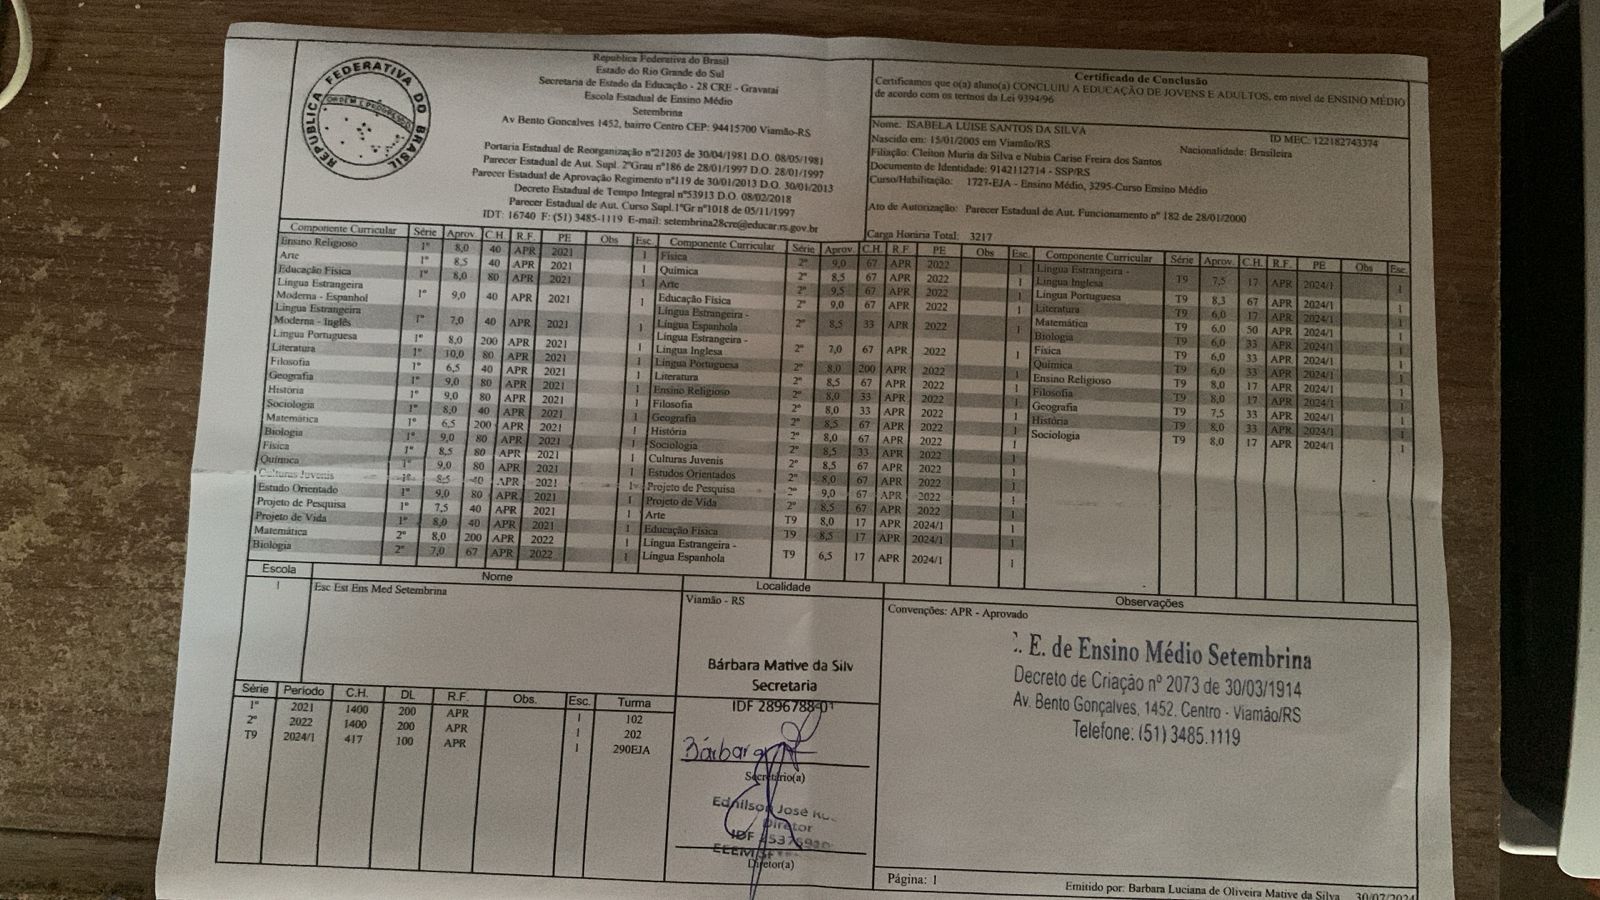 REPÚBLICA FEDERATIVA DO BRASIL
ORDEM E PROGRESSO
República Federativa do Brasil
Estado do Rio Grande do Sul
Secretaria de Estado da Educação - 28 CRE - Gravataí
Escola Estadual de Ensino Médio
Setembrina
Av Bento Goncalves 1452, bairro Centro CEP: 94415700 Viamão-RS
Portaria Estadual de Reorganização nº21203 de 30/04/1981 D.O. 08/05/1981
Parecer Estadual de Aut. Supl. 2ºGrau nº186 de 28/01/1997 D.O. 28/01/1997
Parecer Estadual de Aprovação Regimento nº119 de 30/01/2013 D.O. 30/01/2013
Decreto Estadual de Tempo Integral nº53913 D.O. 08/02/2018
Parecer Estadual de Aut. Curso Supl.1ºGr nº1018 de 05/11/1997
IDT: 16740 F: (51) 3485-1119 E-mail: setembrina28cre@educar.rs.gov.br
Certificado de Conclusão
Certificamos que o(a) aluno(a) CONCLUIU A EDUCAÇÃO DE JOVENS E ADULTOS, em nível de ENSINO MÉDIO
de acordo com os termos da Lei 9394/96
Nome: ISABELA LUISE SANTOS DA SILVA ID MEC: 122182743374
Nascido em: 15/01/2005 em Viamão/RS Nacionalidade: Brasileira
Filiação: Cleiton Muria da Silva e Nubia Carise Freira dos Santos
Documento de Identidade: 9142112714 - SSP/RS
Curso/Habilitação: 1727-EJA - Ensino Médio, 3295-Curso Ensino Médio
Ato de Autorização: Parecer Estadual de Aut. Funcionamento nº 182 de 28/01/2000
Carga Horária Total: 3217
Componente Curricular Série Aprov. C.H. R.F. PE Obs Esc.
Ensino Religioso 1º 8,0 40 APR 2021 1
Arte 1º 8,5 40 APR 2021 1
Educação Física 1º 8,0 80 APR 2021 1
Língua Estrangeira
Moderna - Espanhol 1º 9,0 40 APR 2021 1
Língua Estrangeira
Moderna - Inglês 1º 7,0 40 APR 2021 1
Língua Portuguesa 1º 8,0 200 APR 2021 1
Literatura 1º 10,0 80 APR 2021 1
Filosofia 1º 6,5 40 APR 2021 1
Geografia 1º 9,0 80 APR 2021 1
História 1º 9,0 80 APR 2021 1
Sociologia 1º 8,0 40 APR 2021 1
Matemática 1º 6,5 200 APR 2021 1
Biologia 1º 9,0 80 APR 2021 1
Física 1º 8,5 80 APR 2021 1
Química 1º 9,0 80 APR 2021 1
Culturas Juvenis 1º 8,5 40 APR 2021 1
Estudo Orientado 1º 9,0 80 APR 2021 1
Projeto de Pesquisa 1º 7,5 40 APR 2021 1
Projeto de Vida 1º 8,0 40 APR 2021 1
Matemática 2º 8,0 200 APR 2022 1
Biologia 2º 7,0 67 APR 2022 1
Componente Curricular Série Aprov. C.H. R.F. PE Obs Esc.
Física 2º 9,0 67 APR 2022 1
Química 2º 8,5 67 APR 2022 1
Arte 2º 9,5 67 APR 2022 1
Educação Física 2º 9,0 67 APR 2022 1
Língua Estrangeira -
Língua Espanhola 2º 8,5 33 APR 2022 1
Língua Estrangeira -
Língua Inglesa 2º 7,0 67 APR 2022 1
Língua Portuguesa 2º 8,0 200 APR 2022 1
Literatura 2º 8,5 67 APR 2022 1
Ensino Religioso 2º 8,0 33 APR 2022 1
Filosofia 2º 8,0 33 APR 2022 1
Geografia 2º 8,5 67 APR 2022 1
História 2º 8,0 67 APR 2022 1
Sociologia 2º 8,5 33 APR 2022 1
Culturas Juvenis 2º 8,5 67 APR 2022 1
Estudos Orientados 2º 8,0 67 APR 2022 1
Projeto de Pesquisa 2º 9,0 67 APR 2022 1
Projeto de Vida 2º 8,5 67 APR 2022 1
Arte T9 8,0 17 APR 2024/1 1
Educação Física T9 8,5 17 APR 2024/1 1
Língua Estrangeira -
Língua Espanhola T9 6,5 17 APR 2024/1 1
Componente Curricular Série Aprov. C.H. R.F. PE Obs Esc.
Língua Estrangeira -
Língua Inglesa T9 7,5 17 APR 2024/1 1
Língua Portuguesa T9 8,3 67 APR 2024/1 1
Literatura T9 6,0 17 APR 2024/1 1
Matemática T9 6,0 50 APR 2024/1 1
Biologia T9 6,0 33 APR 2024/1 1
Física T9 6,0 33 APR 2024/1 1
Química T9 6,0 33 APR 2024/1 1
Ensino Religioso T9 8,0 17 APR 2024/1 1
Filosofia T9 8,0 17 APR 2024/1 1
Geografia T9 7,5 33 APR 2024/1 1
História T9 8,0 33 APR 2024/1 1
Sociologia T9 8,0 17 APR 2024/1 1
Escola Nome Localidade
1 Esc Est Ens Med Setembrina Viamão - RS
Série Período C.H. DL R.F. Obs. Esc. Turma
1º 2021 1400 200 APR 1 102
2º 2022 1400 200 APR 1 202
T9 2024/1 417 100 APR 1 290EJA
Bárbara Mative da Silv
Secretaria
IDF 2896788-01
Bárbara
Secretário(a)
Ednilson José
Diretor
IDF
Diretor(a)
Observações
Convenções: APR - Aprovado
E. de Ensino Médio Setembrina
Decreto de Criação nº 2073 de 30/03/1914
Av. Bento Gonçalves, 1452, Centro - Viamão/RS
Telefone: (51) 3485.1119
Página: 1
Emitido por: Barbara Luciana de Oliveira Mative da Silva 30/07/2024